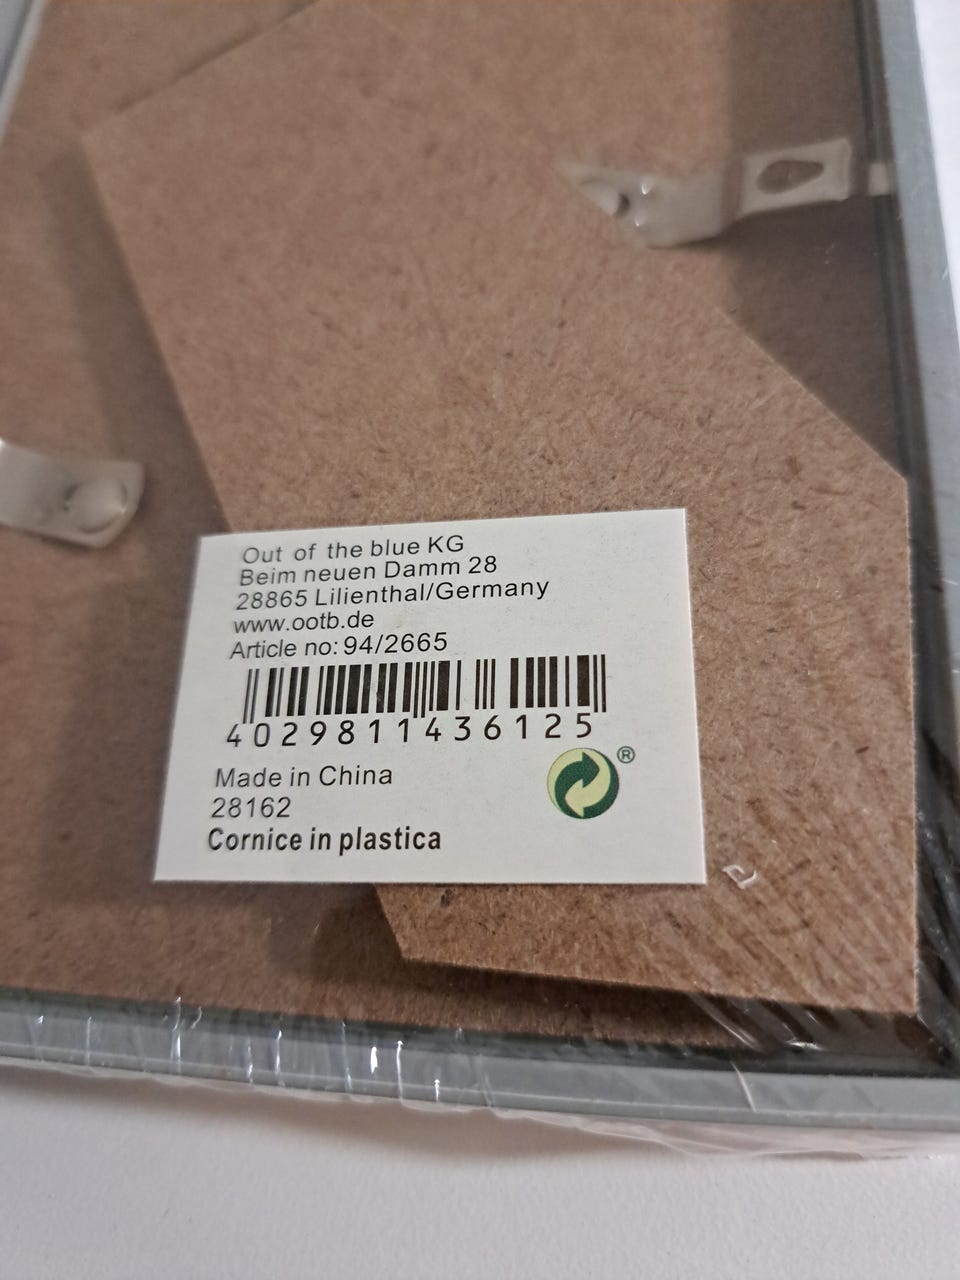 Out of the blue KG
Beim neuen Damm 28
28865 Lilienthal/Germany
www.ootb.de
Article no: 94/2665
4029811436125
Made in China
28162
Cornice in plastica
®